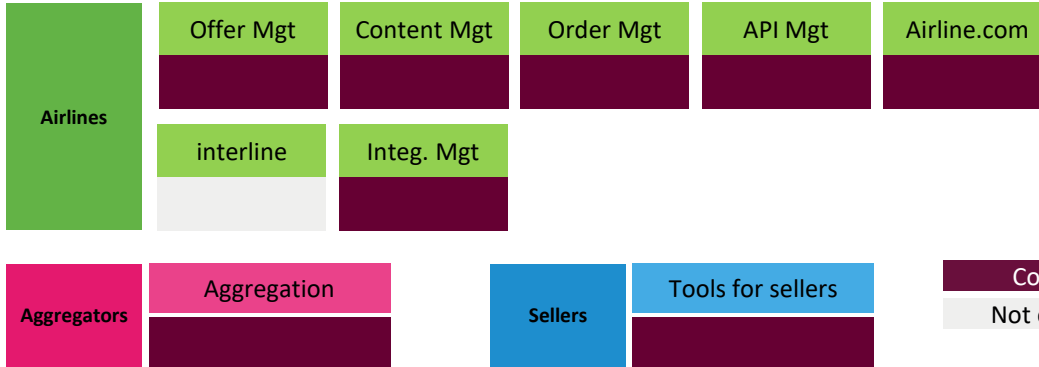 Offer Mgt
Content Mgt
Order Mgt
API Mgt
Airline.com
Airlines
interline
Integ. Mgt
Aggregators
Aggregation
Sellers
Tools for sellers
Not